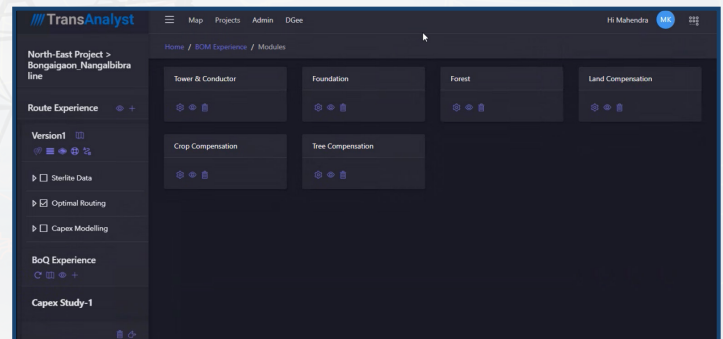 TransAnalyst
Map Projects Admin DGee
Hi Mahendra MK
Home / BOM Experience / Modules
North-East Project >
Bongaigaon_Nangalbibra
line
Route Experience
Version1
Sterlite Data
Optimal Routing
Capex Modelling
BoQ Experience
Capex Study-1
Tower & Conductor
Foundation
Forest
Land Compensation
Crop Compensation
Tree Compensation